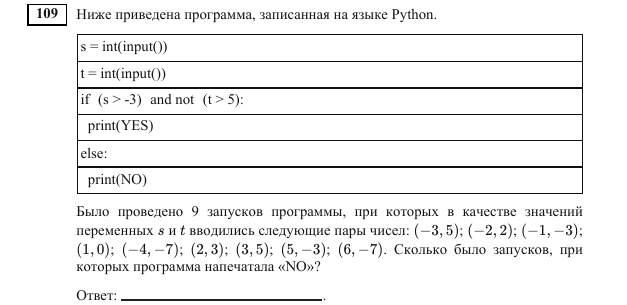 109 Ниже приведена программа, записанная на языке Python.
s = int(input())
t = int(input())
if (s > -3) and not (t > 5):
print(YES)
else:
print(NO)
Было проведено 9 запусков программы, при которых в качестве значений
переменных s и t вводились следующие пары чисел: (−3, 5); (−2, 2); (−1, −3);
(1, 0); (−4, −7); (2, 3); (3, 5); (5, −3); (6, −7). Сколько было запусков, при
которых программа напечатала «NO»?
Ответ: ____________________.